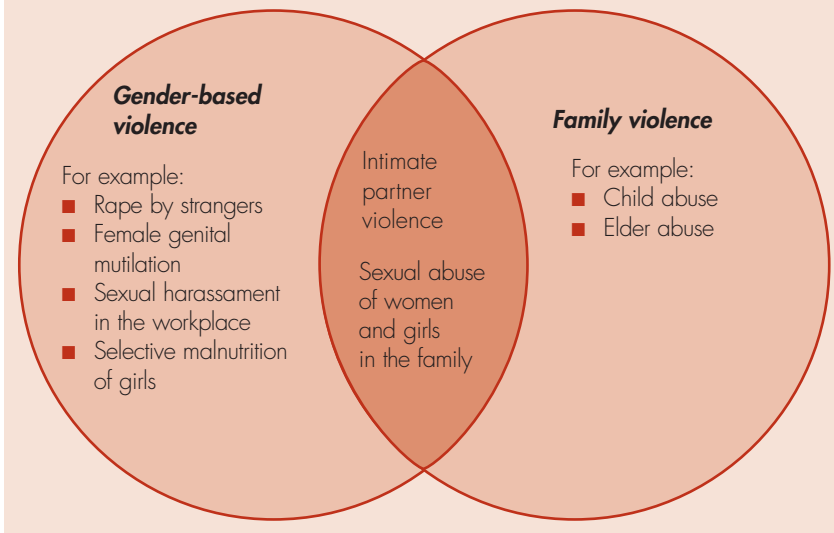 Gender-based
violence
For example:
■ Rape by strangers
■ Female genital
mutilation
■ Sexual harassament
in the workplace
■ Selective malnutrition
of girls
Intimate
partner
violence
Sexual abuse
of women
and girls
in the family
Family violence
For example:
■ Child abuse
■ Elder abuse